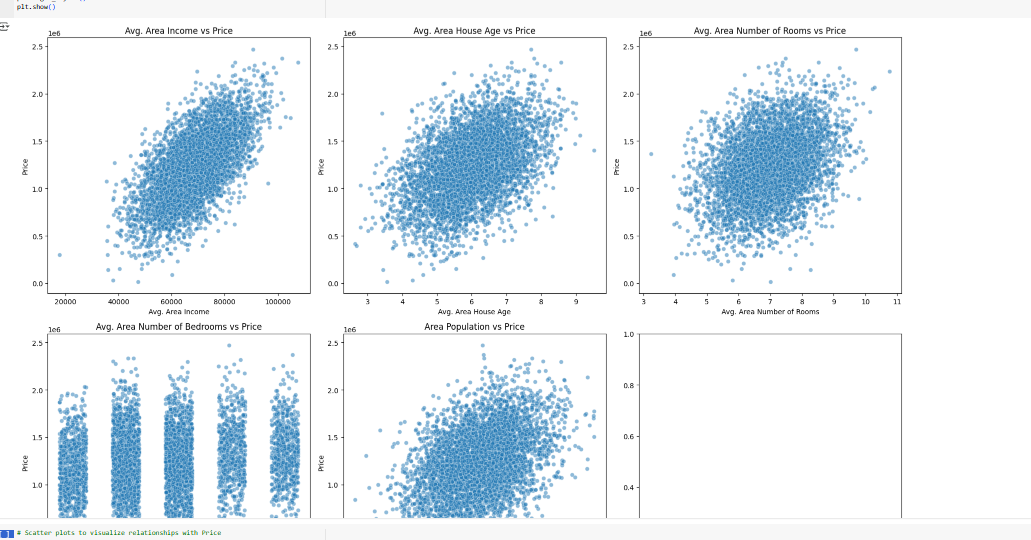 plt.show()
Avg. Area Income vs Price
Avg. Area House Age vs Price
Avg. Area Number of Rooms vs Price
1e6
1e6
1e6
2.5
2.0
1.5
1.0
0.5
0.0
Price
20000 40000 60000 80000 100000
Avg. Area Income
2.5
2.0
1.5
1.0
0.5
0.0
Price
3 4 5 6 7 8 9
Avg. Area House Age
2.5
2.0
1.5
1.0
0.5
0.0
Price
3 4 5 6 7 8 9 10 11
Avg. Area Number of Rooms
Avg. Area Number of Bedrooms vs Price
Area Population vs Price
1e6
1e6
2.5
2.0
1.5
1.0
Price
2.5
2.0
1.5
1.0
Price
1.0
0.8
0.6
0.4
# Scatter plots to visualize relationships with Price